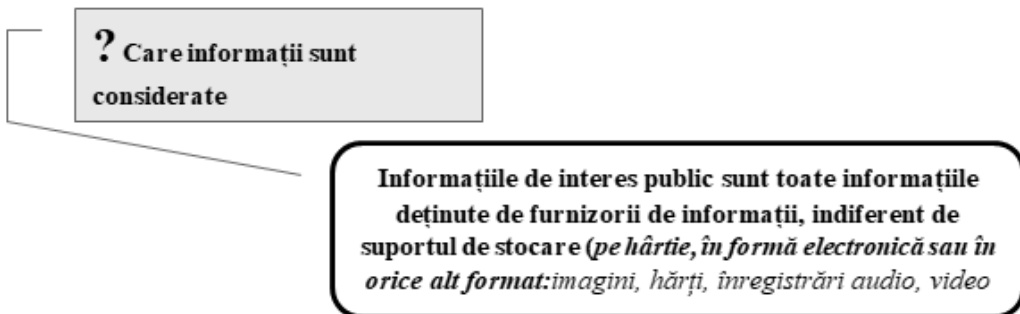 ? Care informații sunt
considerate
Informațiile de interes public sunt toate informațiile
deținute de furnizorii de informații, indiferent de
suportul de stocare (pe hârtie, în formă electronică sau în
orice alt format:imagini, hărți, înregistrări audio, video